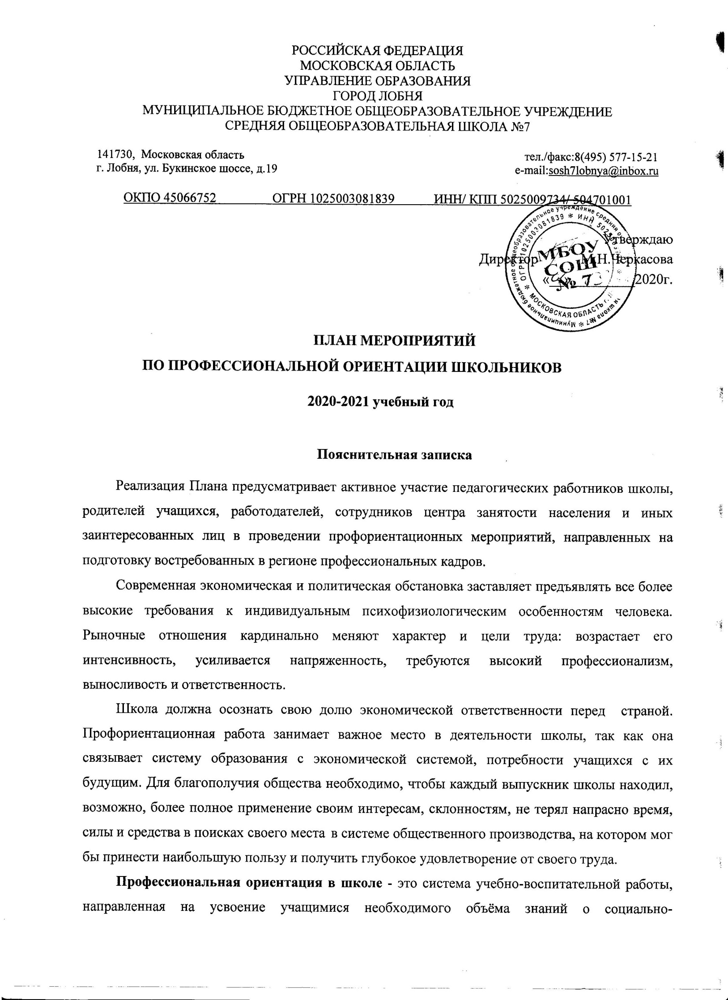 РОССИЙСКАЯ ФЕДЕРАЦИЯ
МОСКОВСКАЯ ОБЛАСТЬ
УПРАВЛЕНИЕ ОБРАЗОВАНИЯ
ГОРОД ЛОБНЯ
МУНИЦИПАЛЬНОЕ БЮДЖЕТНОЕ ОБЩЕОБРАЗОВАТЕЛЬНОЕ УЧРЕЖДЕНИЕ
СРЕДНЯЯ ОБЩЕОБРАЗОВАТЕЛЬНАЯ ШКОЛА №7
141730, Московская область
г. Лобня, ул. Букинское шоссе, д.19
тел./факс:8(495) 577-15-21
e-mail:sosh7lobnya@inbox.ru
ОКПО 45066752 ОГРН 1025003081839 ИНН/ КПП 5025009734/ 504701001
Утверждаю
Директор М.Н.Черкасова
2020г.
МБОУ
СОШ
№ 7
ОГРН 1025003081839 * ИНН
МОСКОВСКАЯ ОБЛАСТЬ г.
школа №7 * Муниципальное бюджетное общеобразовательное учреждение средняя
ПЛАН МЕРОПРИЯТИЙ
ПО ПРОФЕССИОНАЛЬНОЙ ОРИЕНТАЦИИ ШКОЛЬНИКОВ
2020-2021 учебный год
Пояснительная записка
Реализация Плана предусматривает активное участие педагогических работников школы,
родителей учащихся, работодателей, сотрудников центра занятости населения и иных
заинтересованных лиц в проведении профориентационных мероприятий, направленных на
подготовку востребованных в регионе профессиональных кадров.
Современная экономическая и политическая обстановка заставляет предъявлять все более
высокие требования к индивидуальным психофизиологическим особенностям человека.
Рыночные отношения кардинально меняют характер и цели труда: возрастает его
интенсивность, усиливается напряженность, требуются высокий профессионализм,
выносливость и ответственность.
Школа должна осознать свою долю экономической ответственности перед страной.
Профориентационная работа занимает важное место в деятельности школы, так как она
связывает систему образования с экономической системой, потребности учащихся с их
будущим. Для благополучия общества необходимо, чтобы каждый выпускник школы находил,
возможно, более полное применение своим интересам, склонностям, не терял напрасно время,
силы и средства в поисках своего места в системе общественного производства, на котором мог
бы принести наибольшую пользу и получить глубокое удовлетворение от своего труда.
Профессиональная ориентация в школе - это система учебно-воспитательной работы,
направленная на усвоение учащимися необходимого объёма знаний о социально-